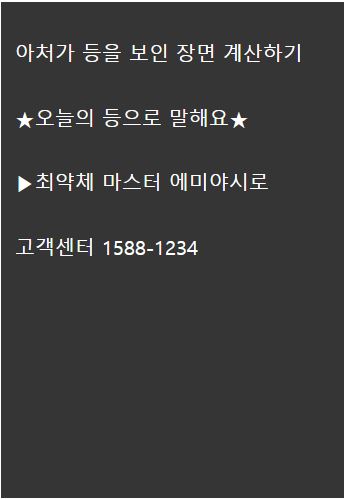 아처가 등을 보인 장면 계산하기
★오늘의 등으로 말해요★
▶최약체 마스터 에미야시로
고객센터 1588-1234